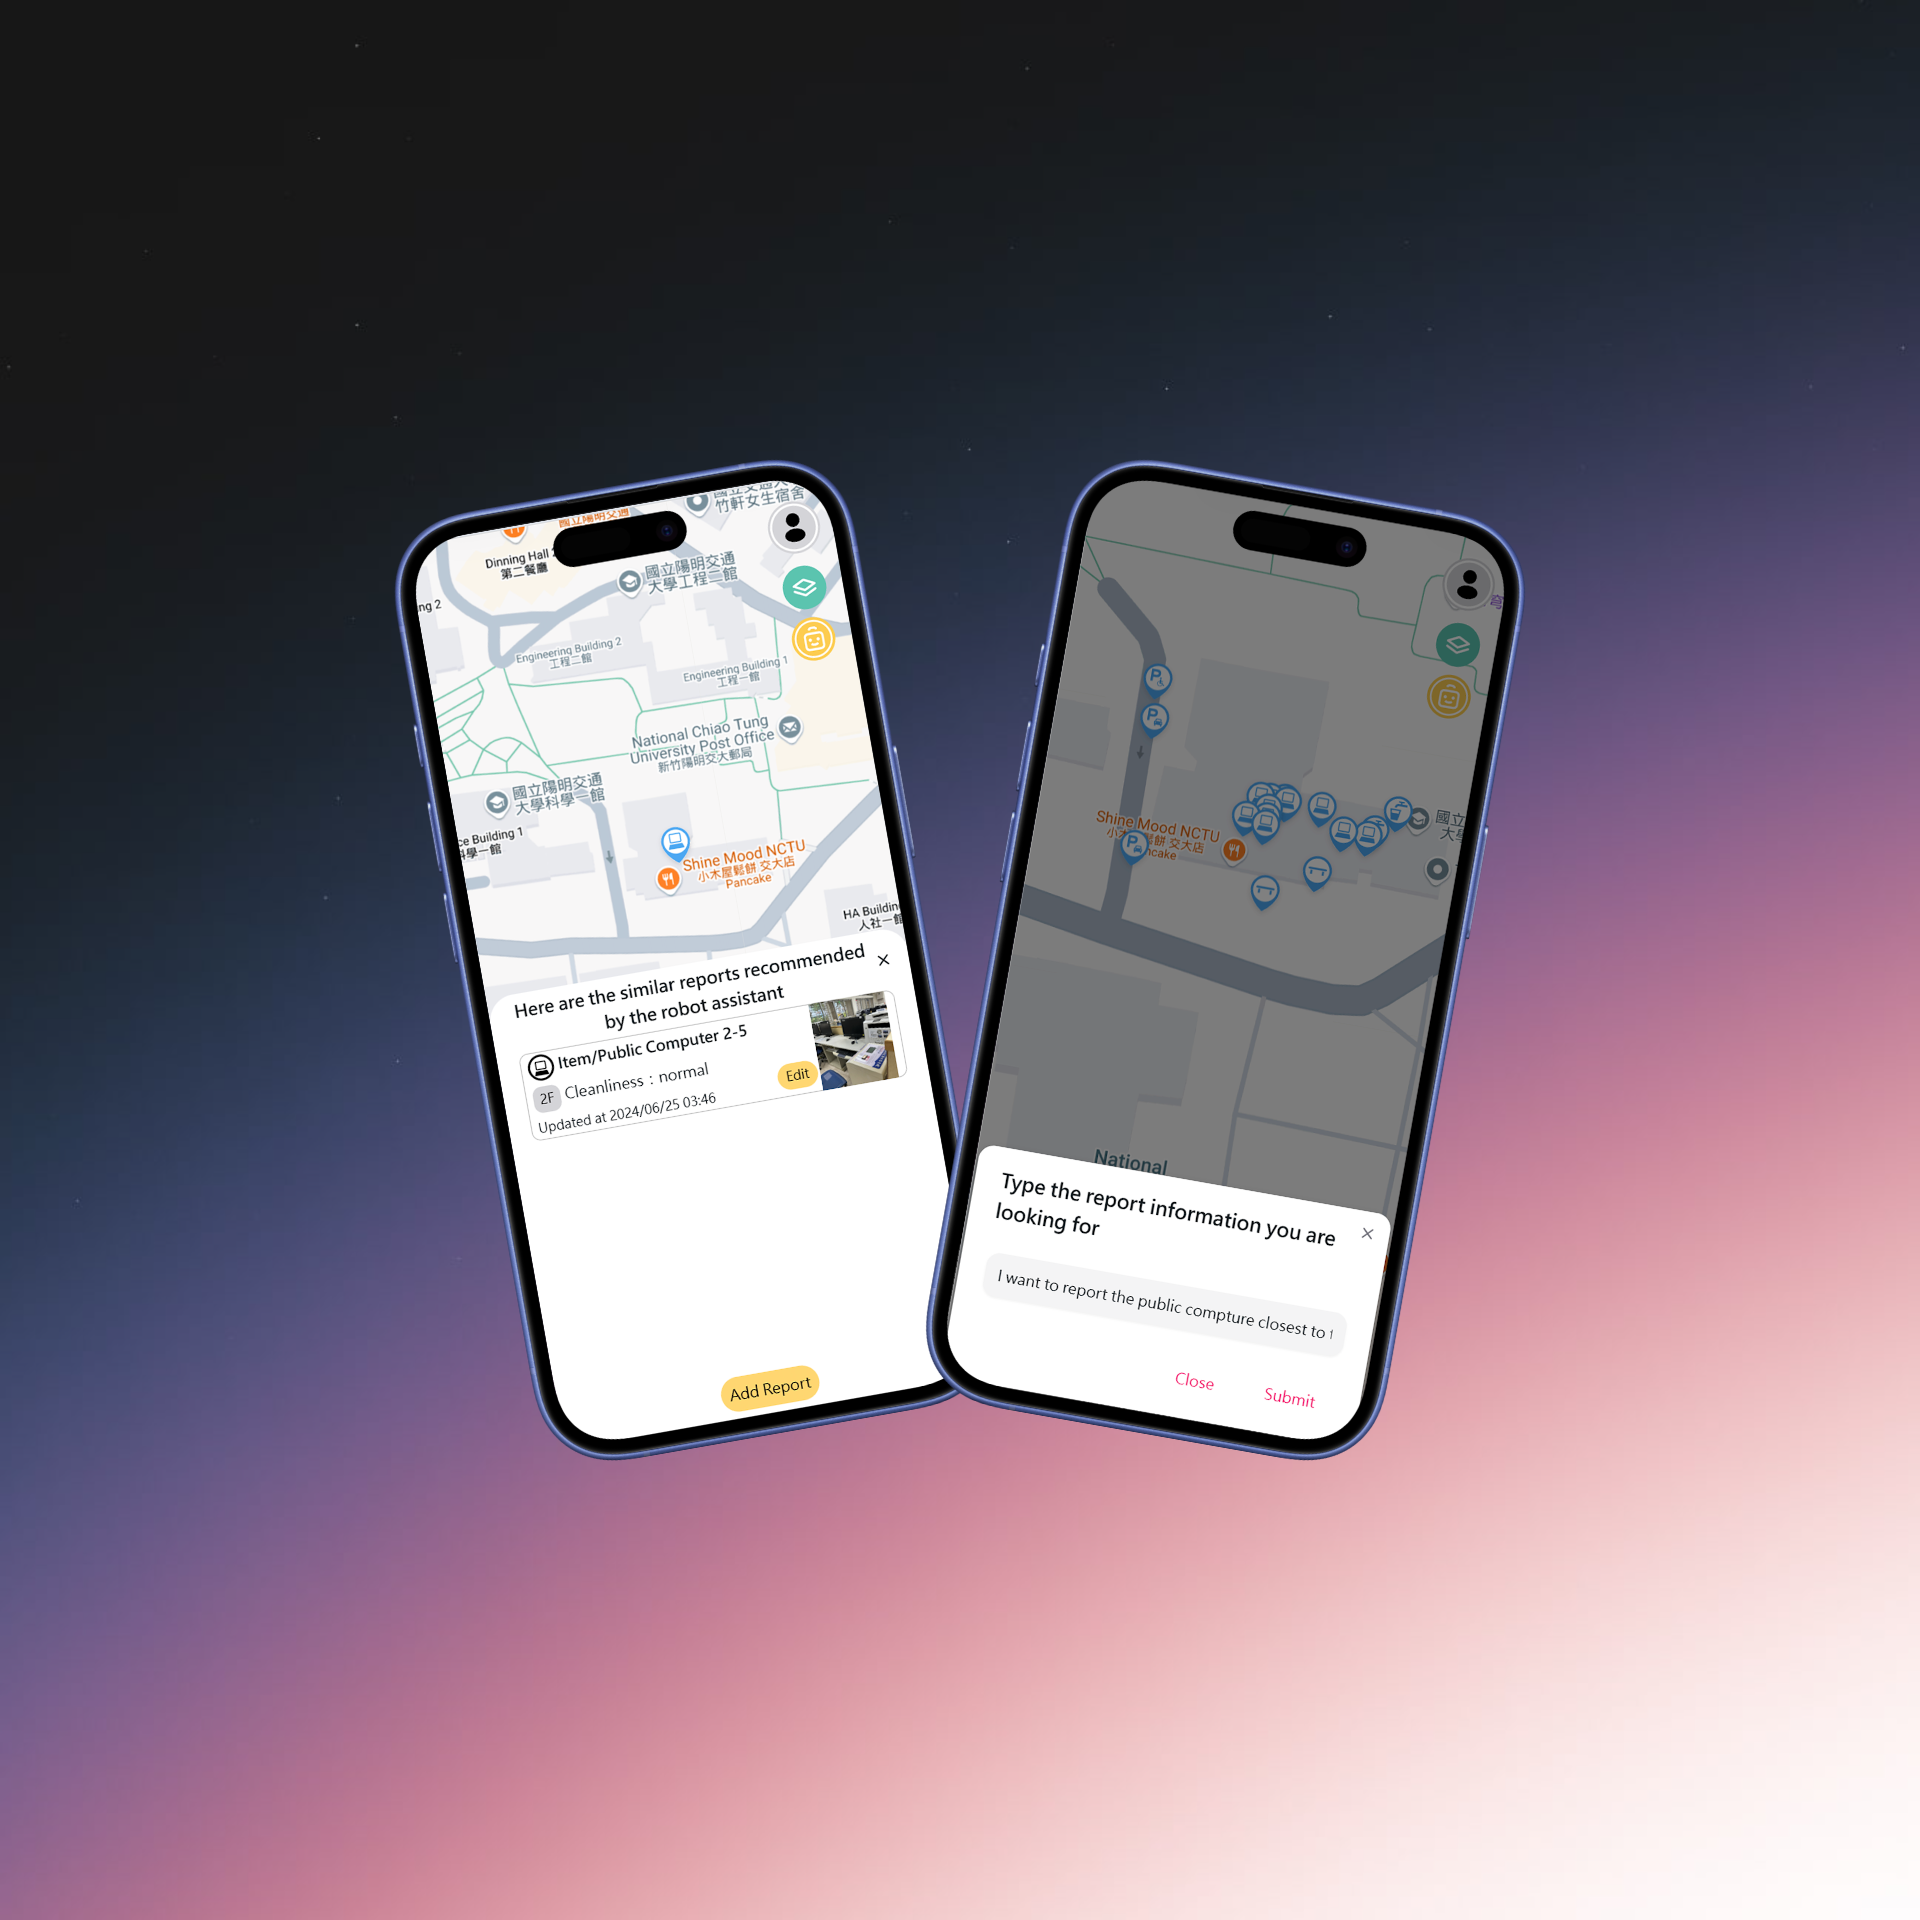 竹軒女生宿舍
國立陽明交通
Dinning Hall 2
第二餐廳
國立陽明交通
大學工程二館
ng 2
Engineering Building 2
工程二館
Engineering Building 1
工程一館
National Chiao Tung
University Post Office
新竹陽明交大郵局
國立陽明交通
大學科學一館
ce Building 1
科學一館
Shine Mood NCTU
小木屋鬆餅 交大店
Pancake
HA Buildin
人社一館
Here are the similar reports recommended
by the robot assistant
Item/Public Computer 2-5
2F Cleanliness : normal
Edit
Updated at 2024/06/25 03:46
Add Report
Shine Mood NCTU
小木屋鬆餅 交大店
ncake
國立
大學
National
Type the report information you are
looking for
I want to report the public compture closest to t
Close
Submit